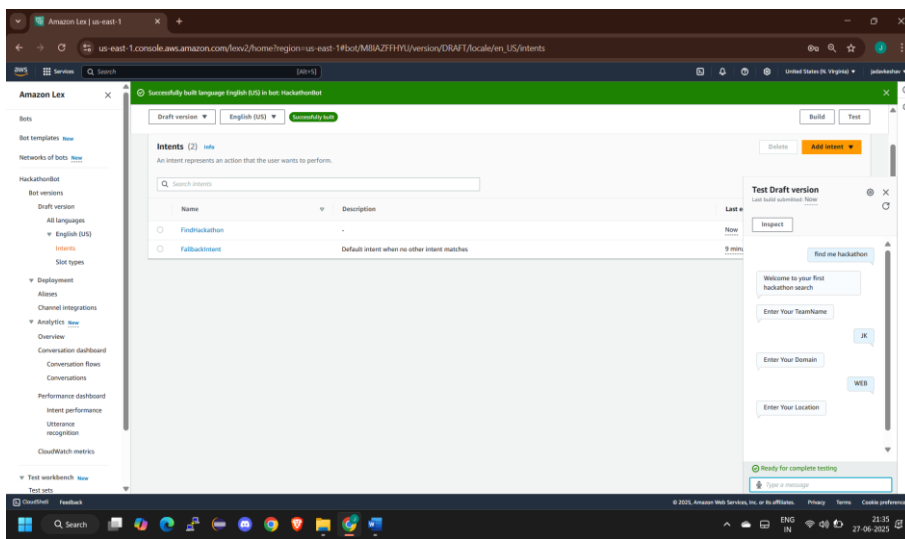 Amazon Lex | us-east-1
us-east-1.console.aws.amazon.com/lexv2/home?region=us-east-1#bot/M8IAZFFHYU/version/DRAFT/locale/en_US/intents
aws Services Search [Alt+S] United States (N. Virginia)
Amazon Lex
Successfully built language English (US) in bot: HackathonBot
Bots
Bot templates New
Networks of bots New
HackathonBot
Bot versions
Draft version
All languages
English (US)
Intents
Slot types
Deployment
Aliases
Channel integrations
Analytics New
Overview
Conversation dashboard
Conversation flows
Conversations
Performance dashboard
Intent performance
Utterance
recognition
CloudWatch metrics
Test workbench New
Test sets
Draft version English (US) Successfully built Build Test
Intents (2) Info Delete Add intent
An intent represents an action that the user wants to perform.
Search intents
Name Description Last e
FindHackathon - Now
FallbackIntent Default intent when no other intent matches 9 minu
Test Draft version
Last build submitted: Now
Inspect
find me hackathon
Welcome to your first
hackathon search
Enter Your TeamName
JK
Enter Your Domain
WEB
Enter Your Location
Ready for complete testing
Type a message
CloudShell Feedback © 2025, Amazon Web Services, Inc. or its affiliates. Privacy Terms Cookie preference
Search ENG 21:35
IN 27-06-2025